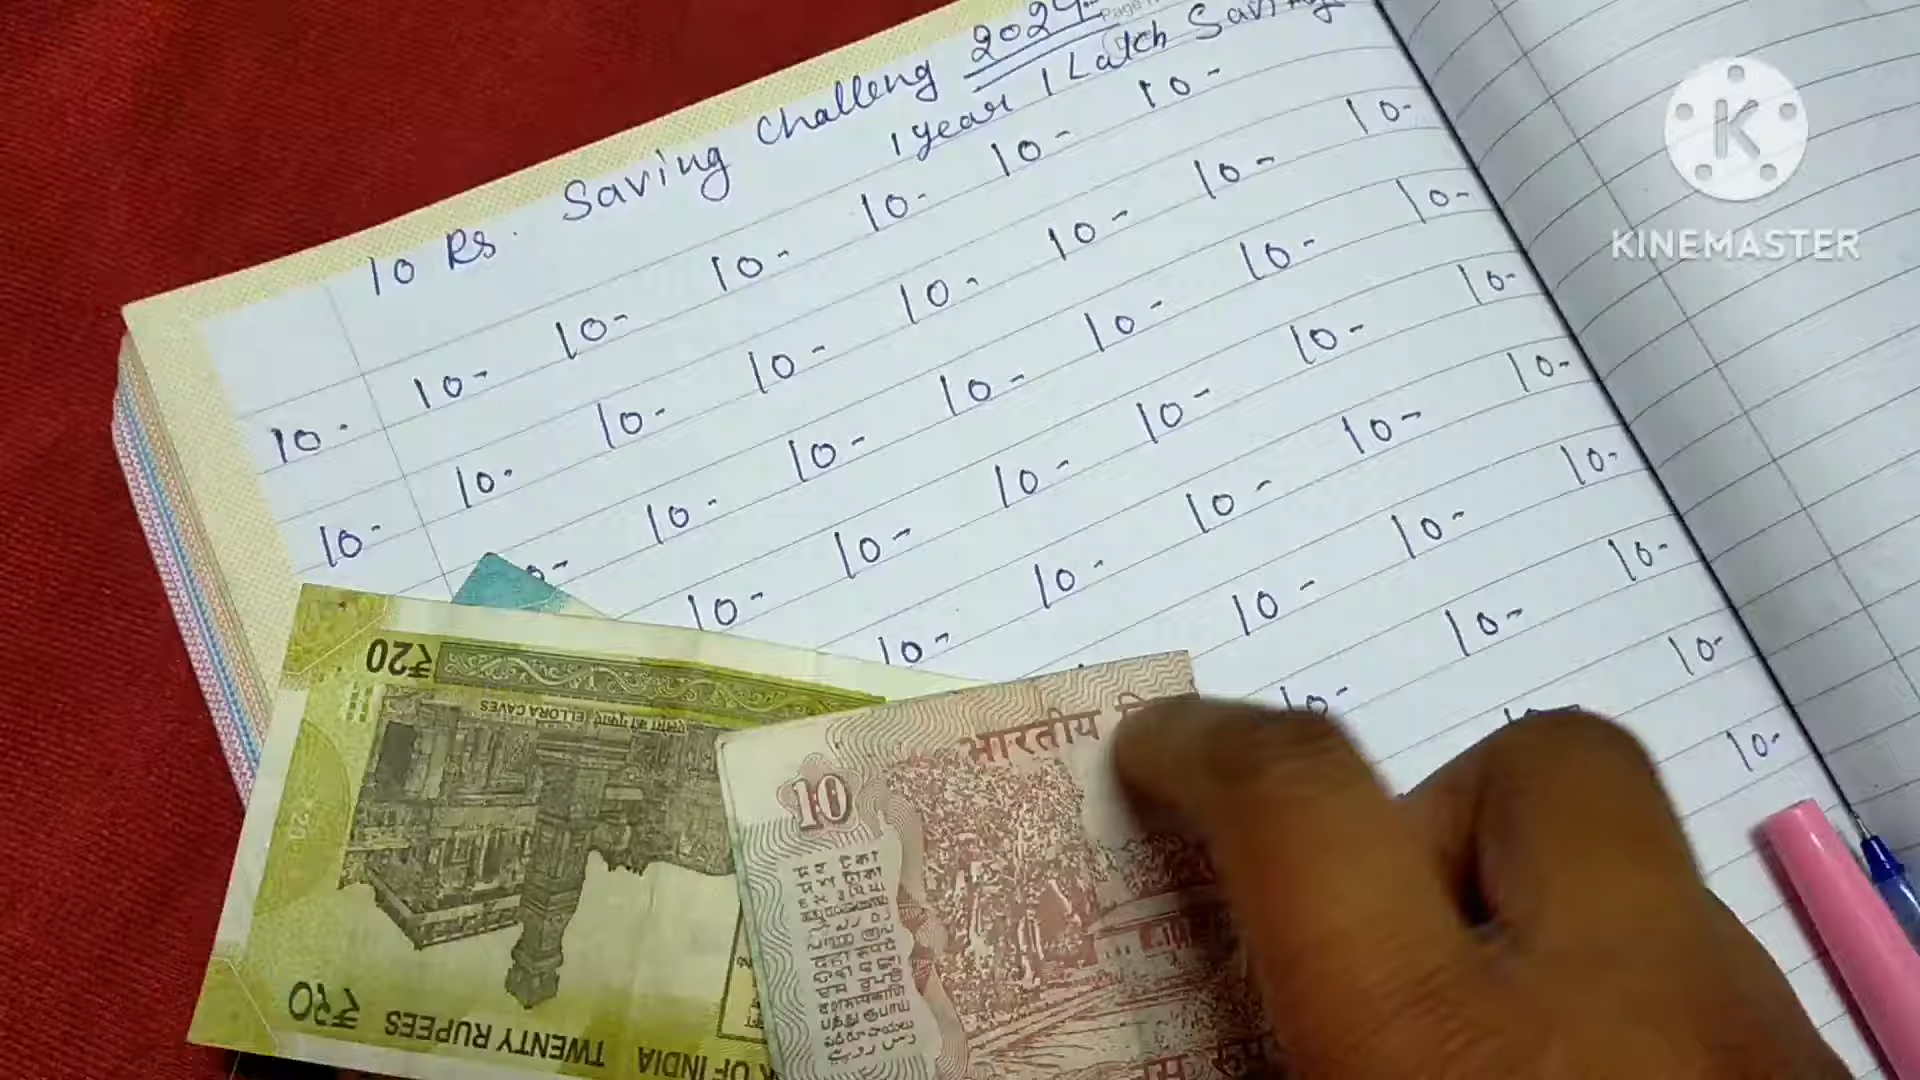 2024
10 Rs. Saving Challeng
1 year 1 Latch Saving
10- 10- 10- 10- 10- 10- 10-
10- 10- 10- 10- 10- 10- 10- 10-
10- 10- 10- 10- 10- 10-
10- 10- 10- 10- 10- 10-
10- 10- 10- 10- 10-
10- 10- 10-
10- 10- 10-
10-
10-
KINEMASTER
₹20
एलोरा की गुफाएं ELLORA CAVES
₹२०
TWENTY RUPEES
OF INDIA
भारतीय
10